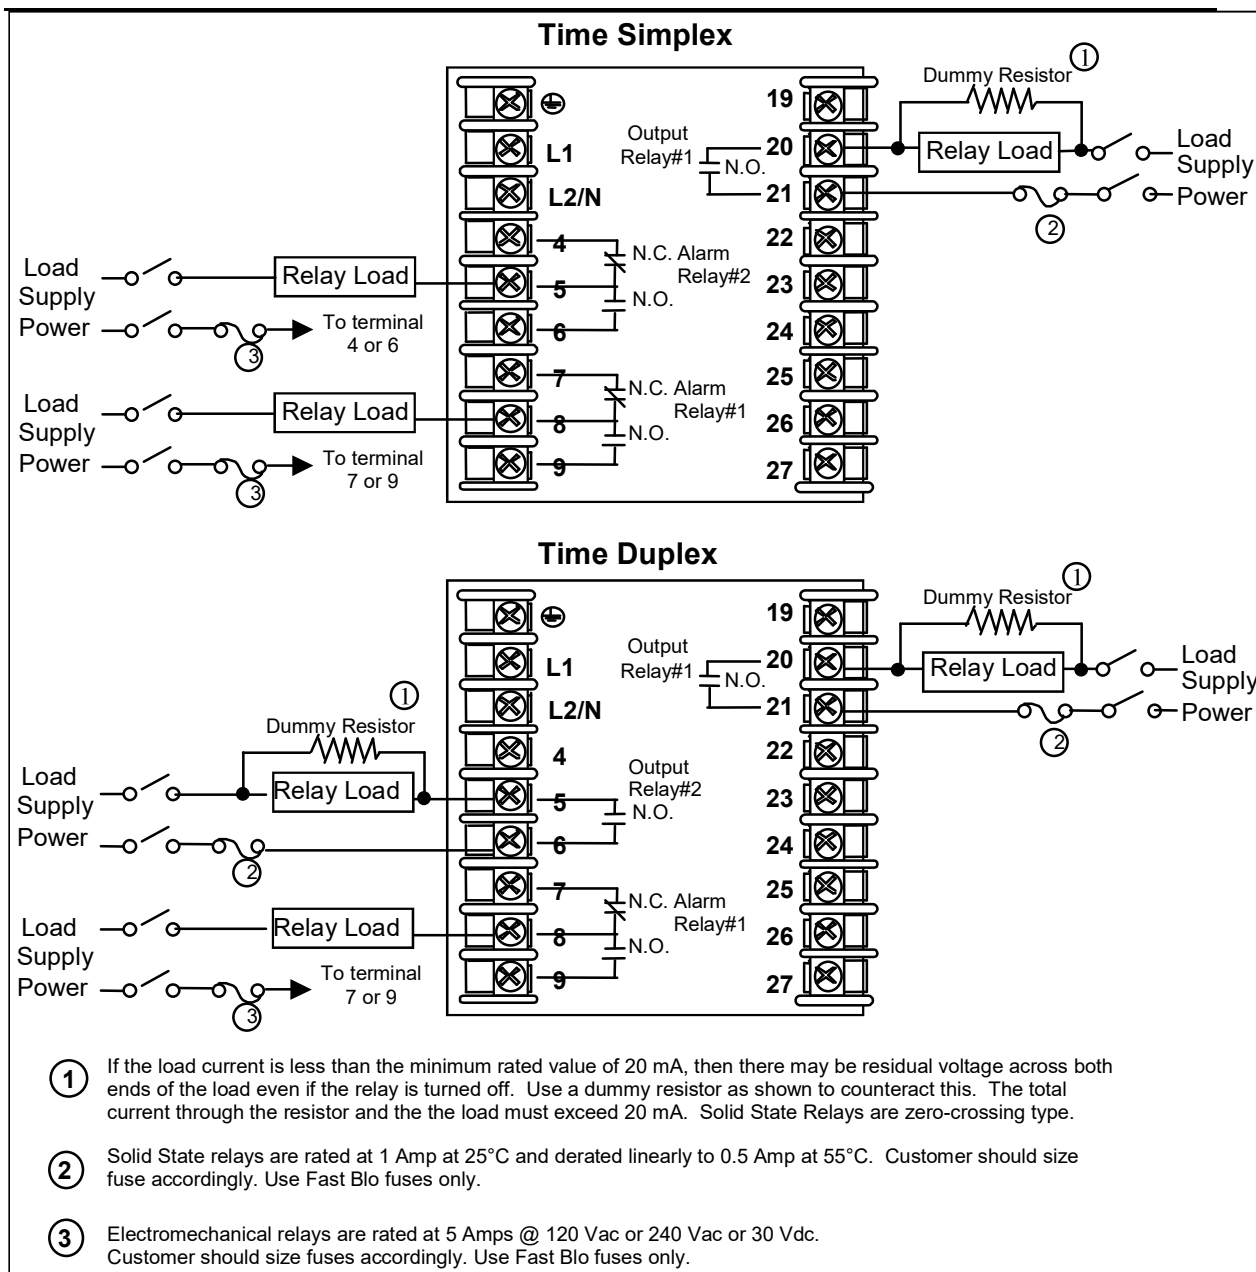 Time Simplex
1
Dummy Resistor
19
Output
Relay#1
N.O.
20
Relay Load
Load
Supply
L1
L2/N
21
Power
2
4
N.C. Alarm
Relay#2
22
Load
Supply
Relay Load
5
N.O.
23
Power
3
To terminal
4 or 6
6
24
7
N.C. Alarm
Relay#1
25
Load
Supply
Relay Load
8
N.O.
26
Power
3
To terminal
7 or 9
9
27
Time Duplex
1
Dummy Resistor
19
Output
Relay#1
N.O.
20
Relay Load
Load
Supply
L1
L2/N
21
Power
2
1
Dummy Resistor
4
22
Load
Supply
Relay Load
5
Output
Relay#2
N.O.
23
Power
2
6
24
7
N.C. Alarm
Relay#1
25
Load
Supply
Relay Load
8
N.O.
26
Power
3
To terminal
7 or 9
9
27
1 If the load current is less than the minimum rated value of 20 mA, then there may be residual voltage across both
ends of the load even if the relay is turned off. Use a dummy resistor as shown to counteract this. The total
current through the resistor and the the load must exceed 20 mA. Solid State Relays are zero-crossing type.
2 Solid State relays are rated at 1 Amp at 25°C and derated linearly to 0.5 Amp at 55°C. Customer should size
fuse accordingly. Use Fast Blo fuses only.
3 Electromechanical relays are rated at 5 Amps @ 120 Vac or 240 Vac or 30 Vdc.
Customer should size fuses accordingly. Use Fast Blo fuses only.